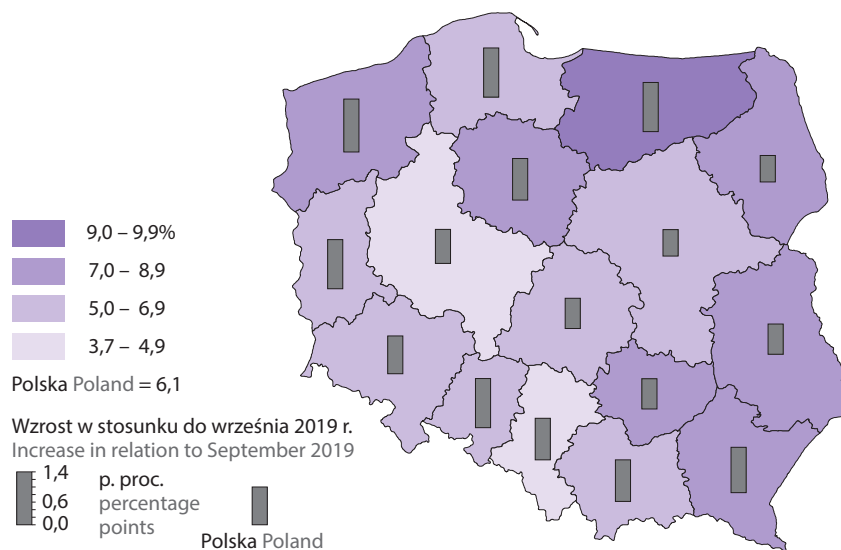 9,0 – 9,9%
7,0 – 8,9
5,0 – 6,9
3,7 – 4,9
Polska Poland = 6,1
Wzrost w stosunku do września 2019 r.
Increase in relation to September 2019
1,4
0,6
0,0
p. proc.
percentage
points
Polska Poland